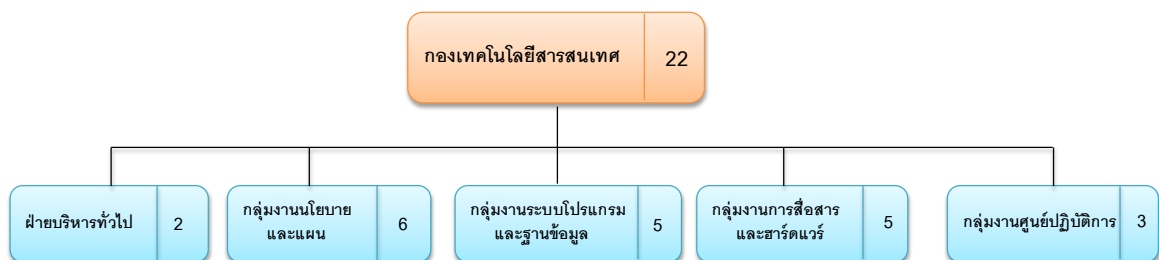 กองเทคโนโลยีสารสนเทศ 22
ฝ่ายบริหารทั่วไป 2
กลุ่มงานนโยบาย
และแผน 6
กลุ่มงานระบบโปรแกรม
และฐานข้อมูล 5
กลุ่มงานการสื่อสาร
และฮาร์ดแวร์ 5
กลุ่มงานศูนย์ปฏิบัติการ 3